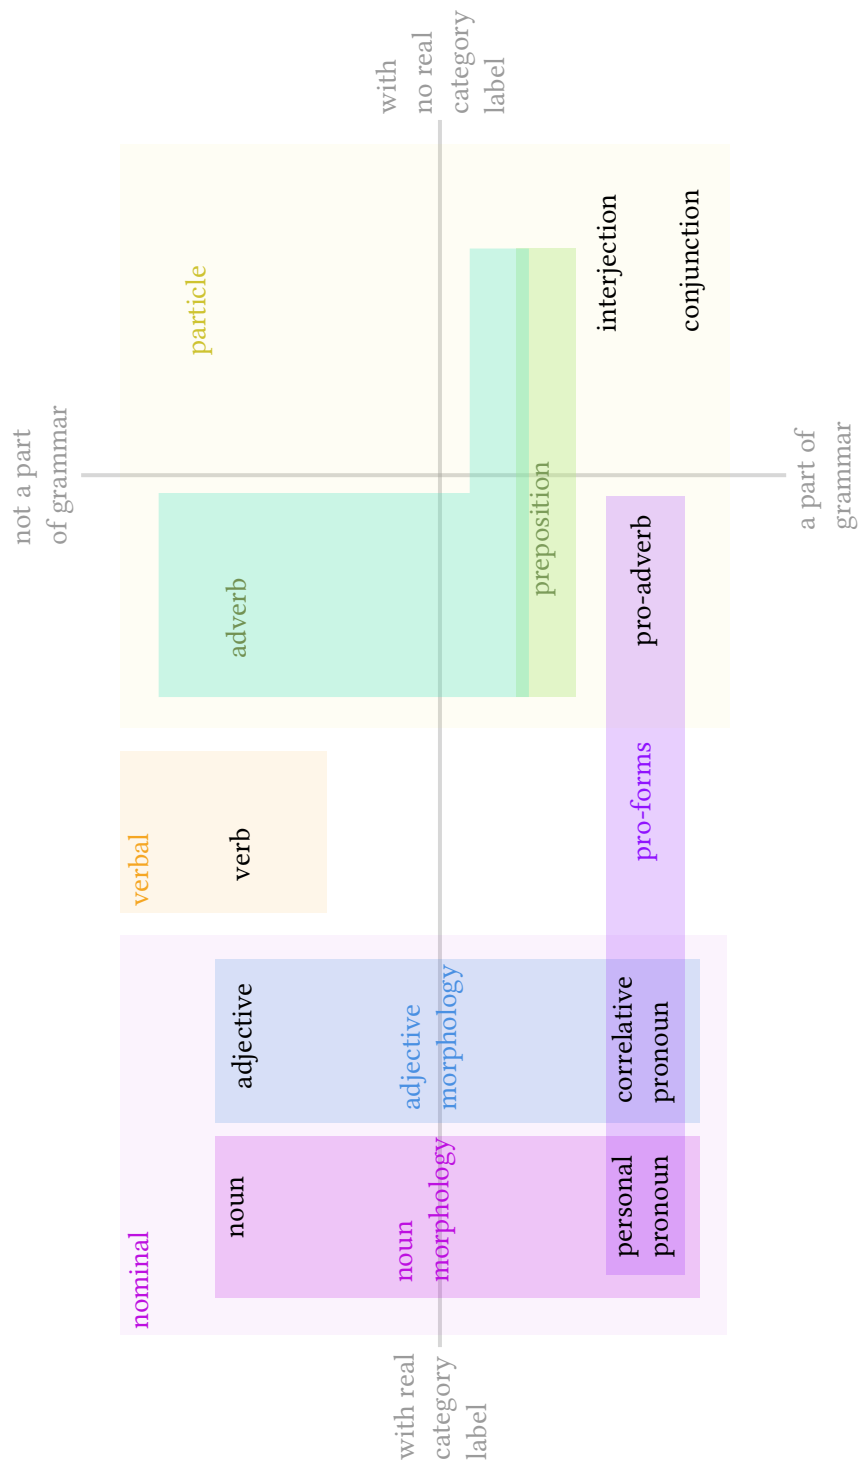 not a part
of grammar
nominal
verbal
particle
noun
adjective
verb
adverb
with real
category
label
noun
morphology
adjective
morphology
with
no real
category
label
preposition
interjection
personal
pronoun
correlative
pronoun
pro-forms
pro-adverb
conjunction
a part of
grammar